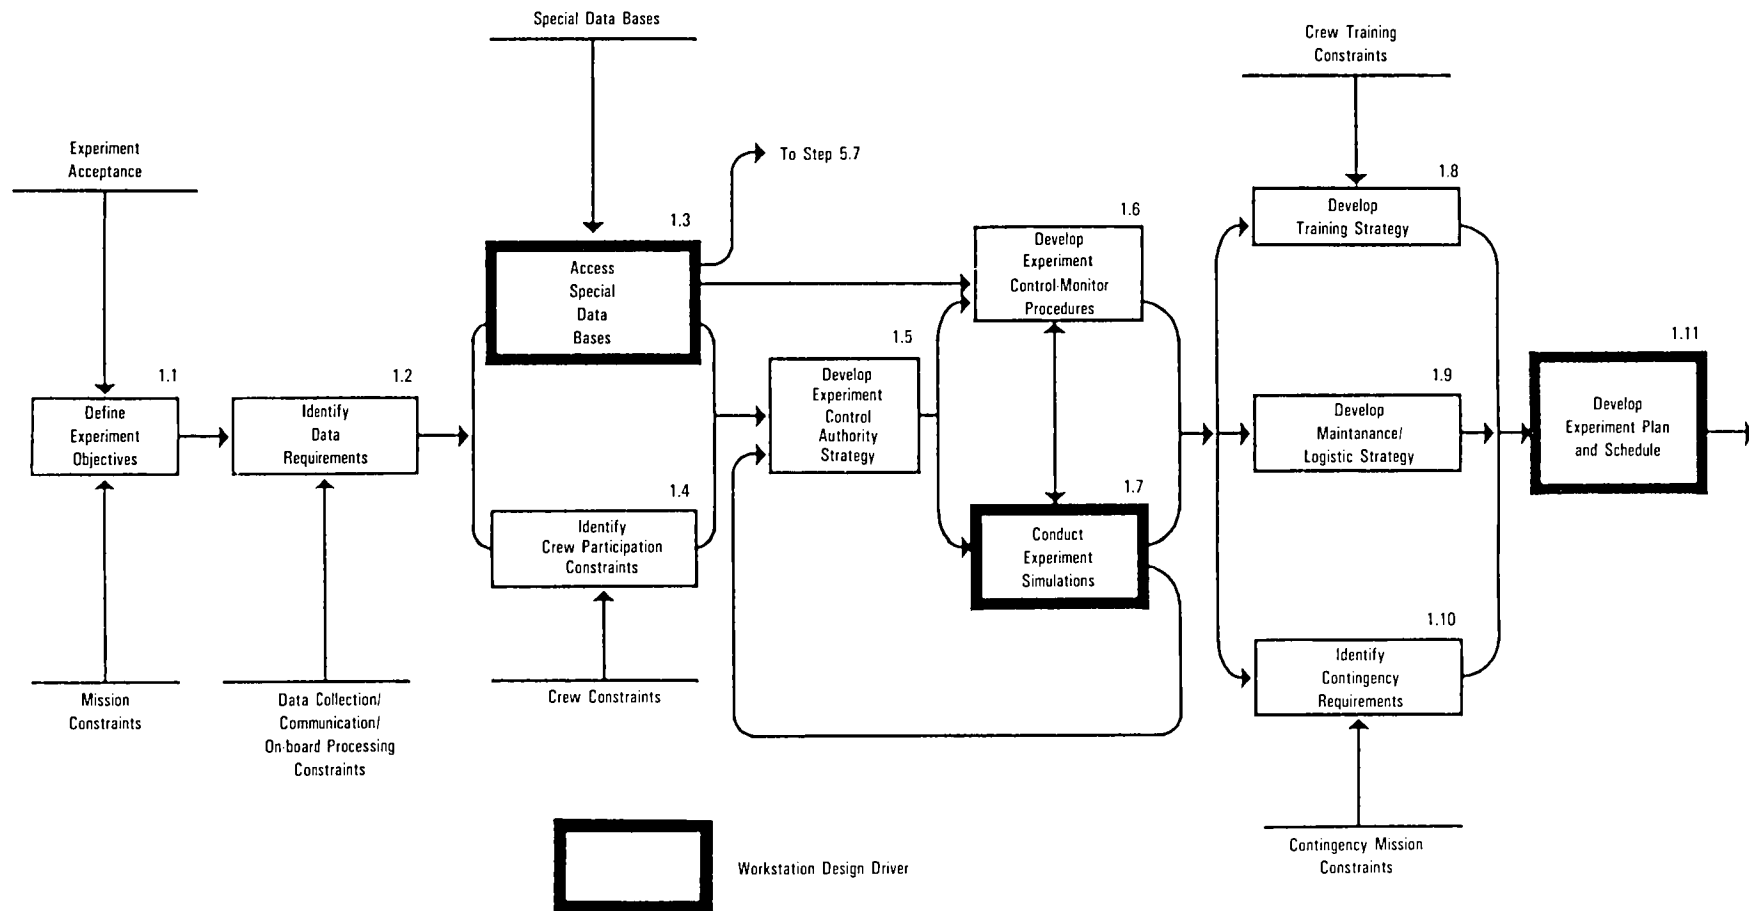 Special Data Bases
Crew Training
Constraints
Experiment
Acceptance
To Step 5.7
1.8
Develop
Training Strategy
1.3
Access
Special
Data
Bases
1.6
Develop
Experiment
Control-Monitor
Procedures
1.1
Define
Experiment
Objectives
1.2
Identify
Data
Requirements
1.5
Develop
Experiment
Control
Authority
Strategy
1.9
Develop
Maintanance/
Logistic Strategy
1.11
Develop
Experiment Plan
and Schedule
1.4
Identify
Crew Participation
Constraints
1.7
Conduct
Experiment
Simulations
1.10
Identify
Contingency
Requirements
Mission
Constraints
Data Collection/
Communication/
On-board Processing
Constraints
Crew Constraints
Contingency Mission
Constraints
Workstation Design Driver